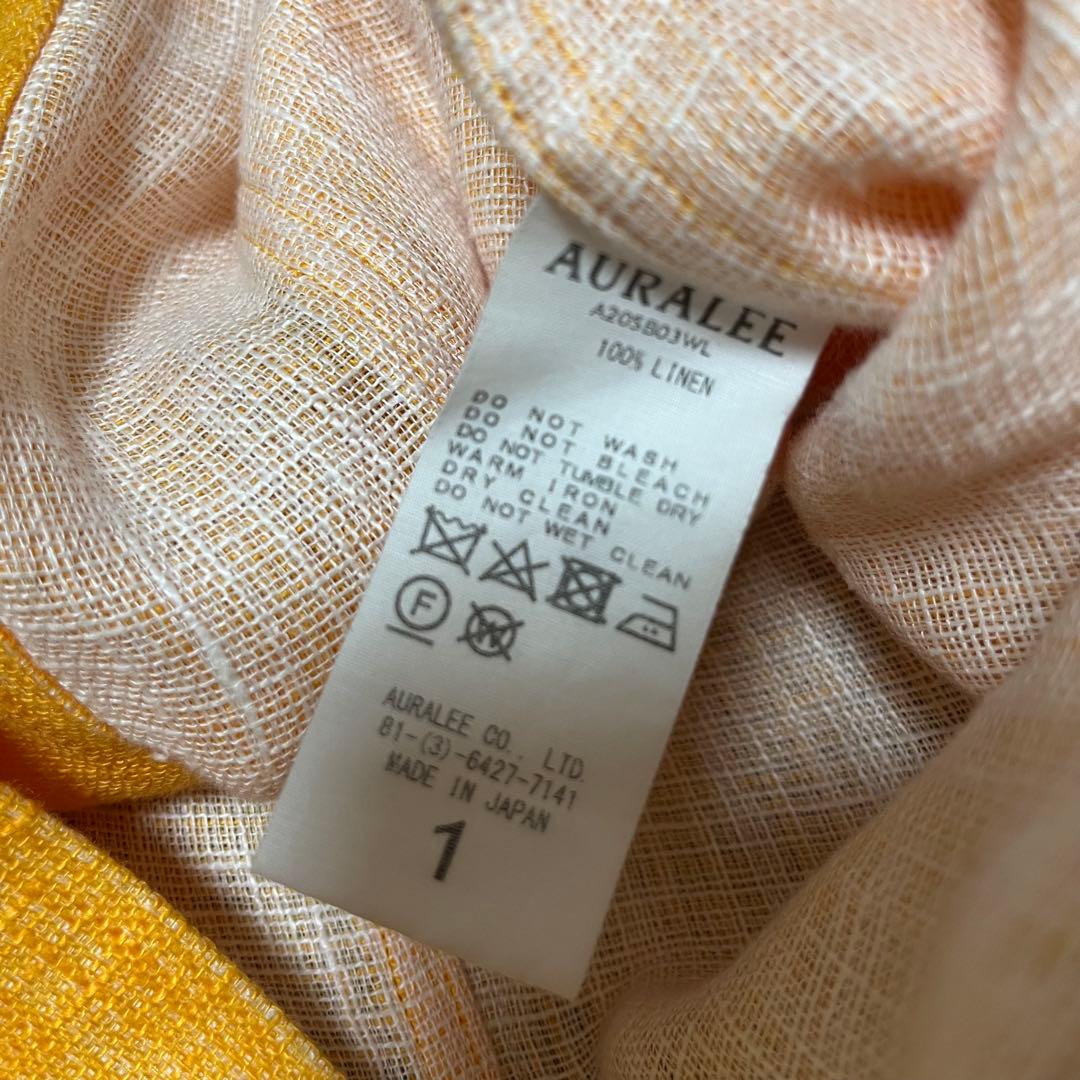 AURALEE
A20SB03WL
100% LINEN
DO NOT WASH
DO NOT BLEACH
DO NOT TUMBLE DRY
WARM IRON
DRY CLEAN
DO NOT WET CLEAN
F W
AURALEE CO., LTD.
81-(3)-6427-7141
MADE IN JAPAN
1